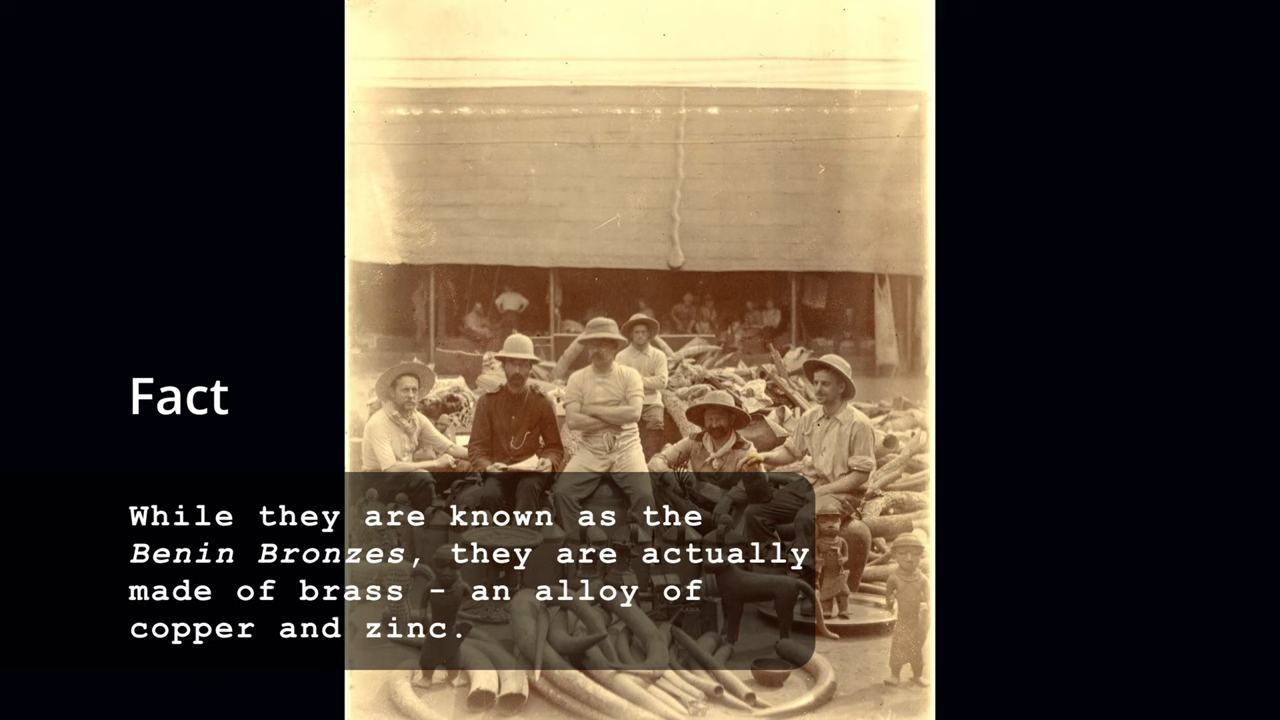 Fact
While they are known as the
Benin Bronzes, they are actually
made of brass – an alloy of
copper and zinc.